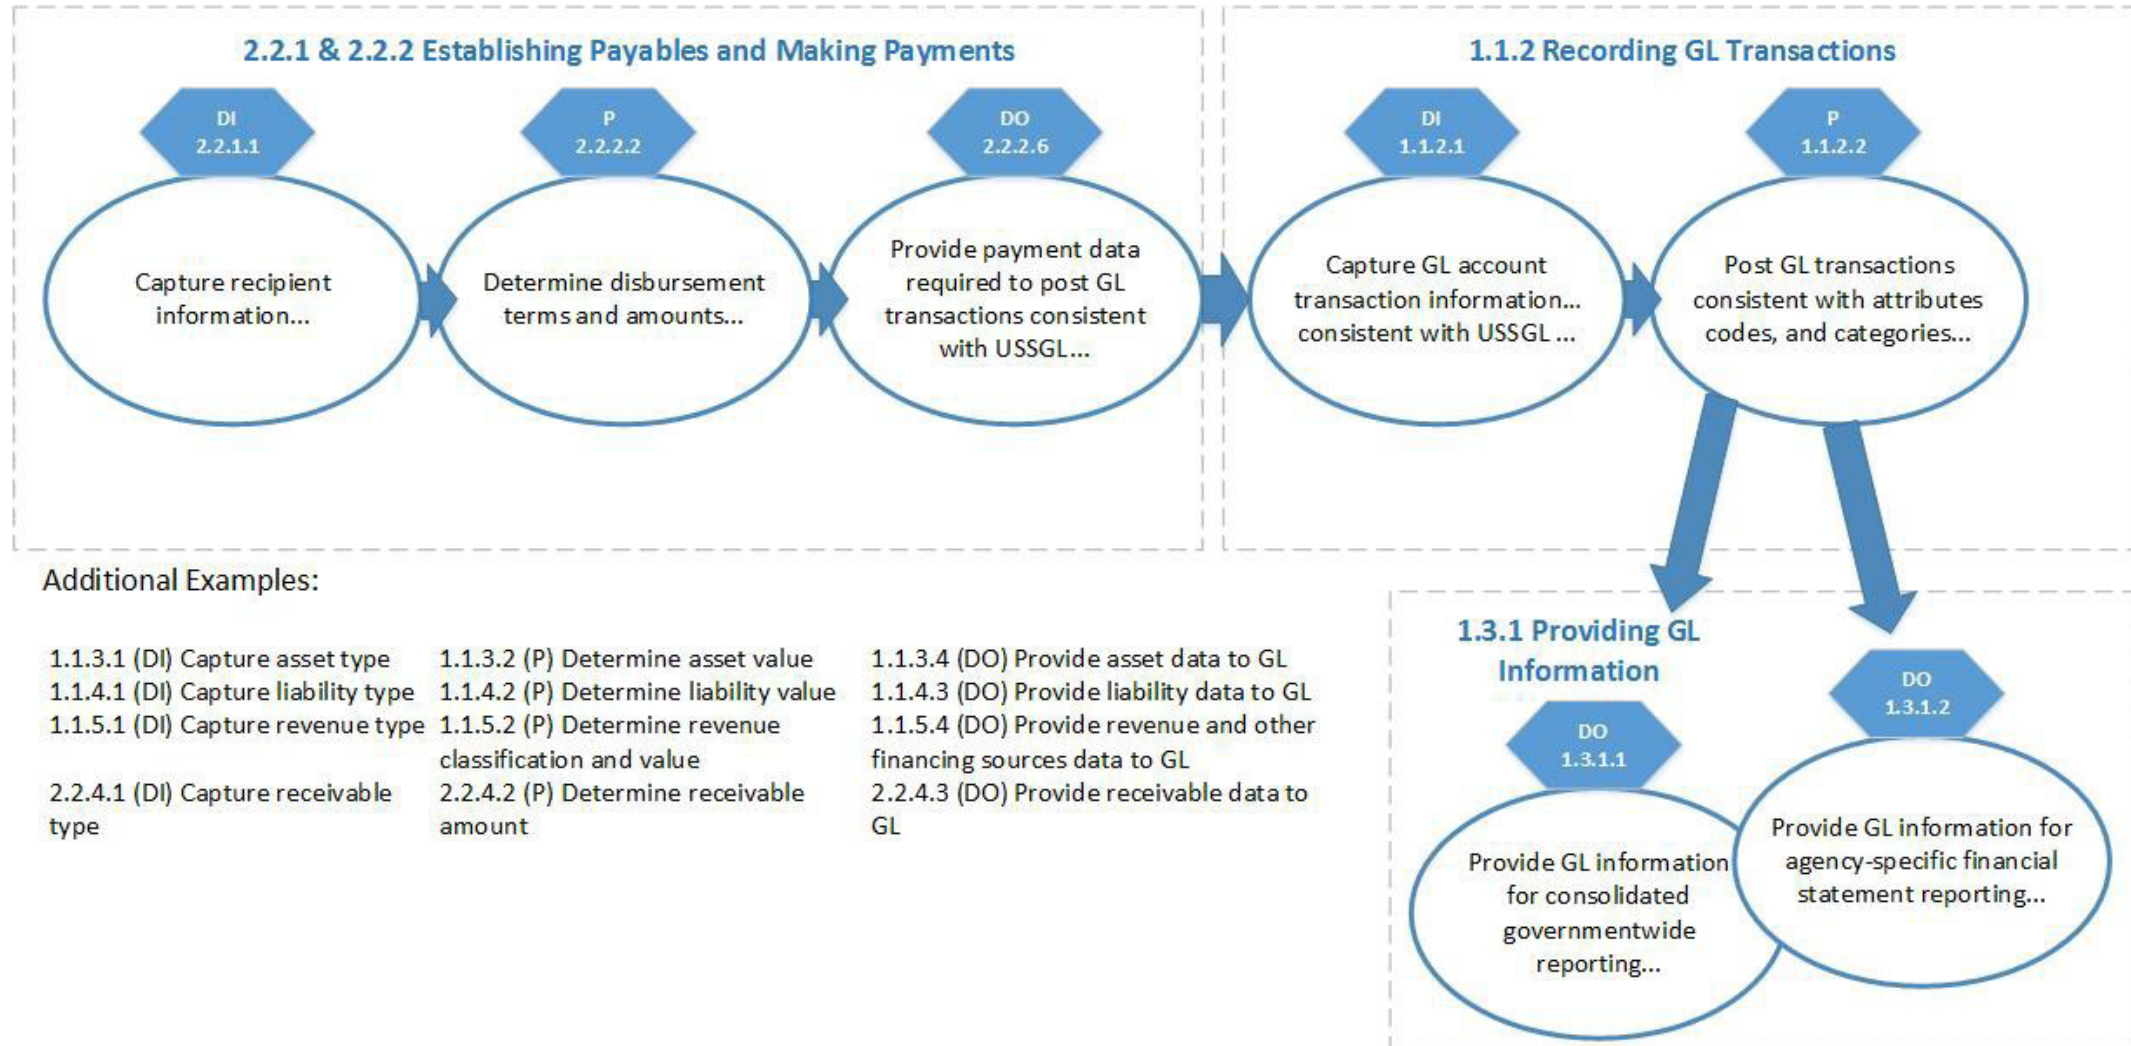 2.2.1 & 2.2.2 Establishing Payables and Making Payments
DI
2.2.1.1
Capture recipient
information...
P
2.2.2.2
Determine disbursement
terms and amounts...
DO
2.2.2.6
Provide payment data
required to post GL
transactions consistent
with USSGL...
1.1.2 Recording GL Transactions
DI
1.1.2.1
Capture GL account
transaction information...
consistent with USSGL ...
P
1.1.2.2
Post GL transactions
consistent with attributes
codes, and categories...
Additional Examples:
1.1.3.1 (DI) Capture asset type
1.1.4.1 (DI) Capture liability type
1.1.5.1 (DI) Capture revenue type
2.2.4.1 (DI) Capture receivable
type
1.1.3.2 (P) Determine asset value
1.1.4.2 (P) Determine liability value
1.1.5.2 (P) Determine revenue
classification and value
2.2.4.2 (P) Determine receivable
amount
1.1.3.4 (DO) Provide asset data to GL
1.1.4.3 (DO) Provide liability data to GL
1.1.5.4 (DO) Provide revenue and other
financing sources data to GL
2.2.4.3 (DO) Provide receivable data to
GL
1.3.1 Providing GL
Information
DO
1.3.1.1
Provide GL information
for consolidated
governmentwide
reporting...
DO
1.3.1.2
Provide GL information for
agency-specific financial
statement reporting...